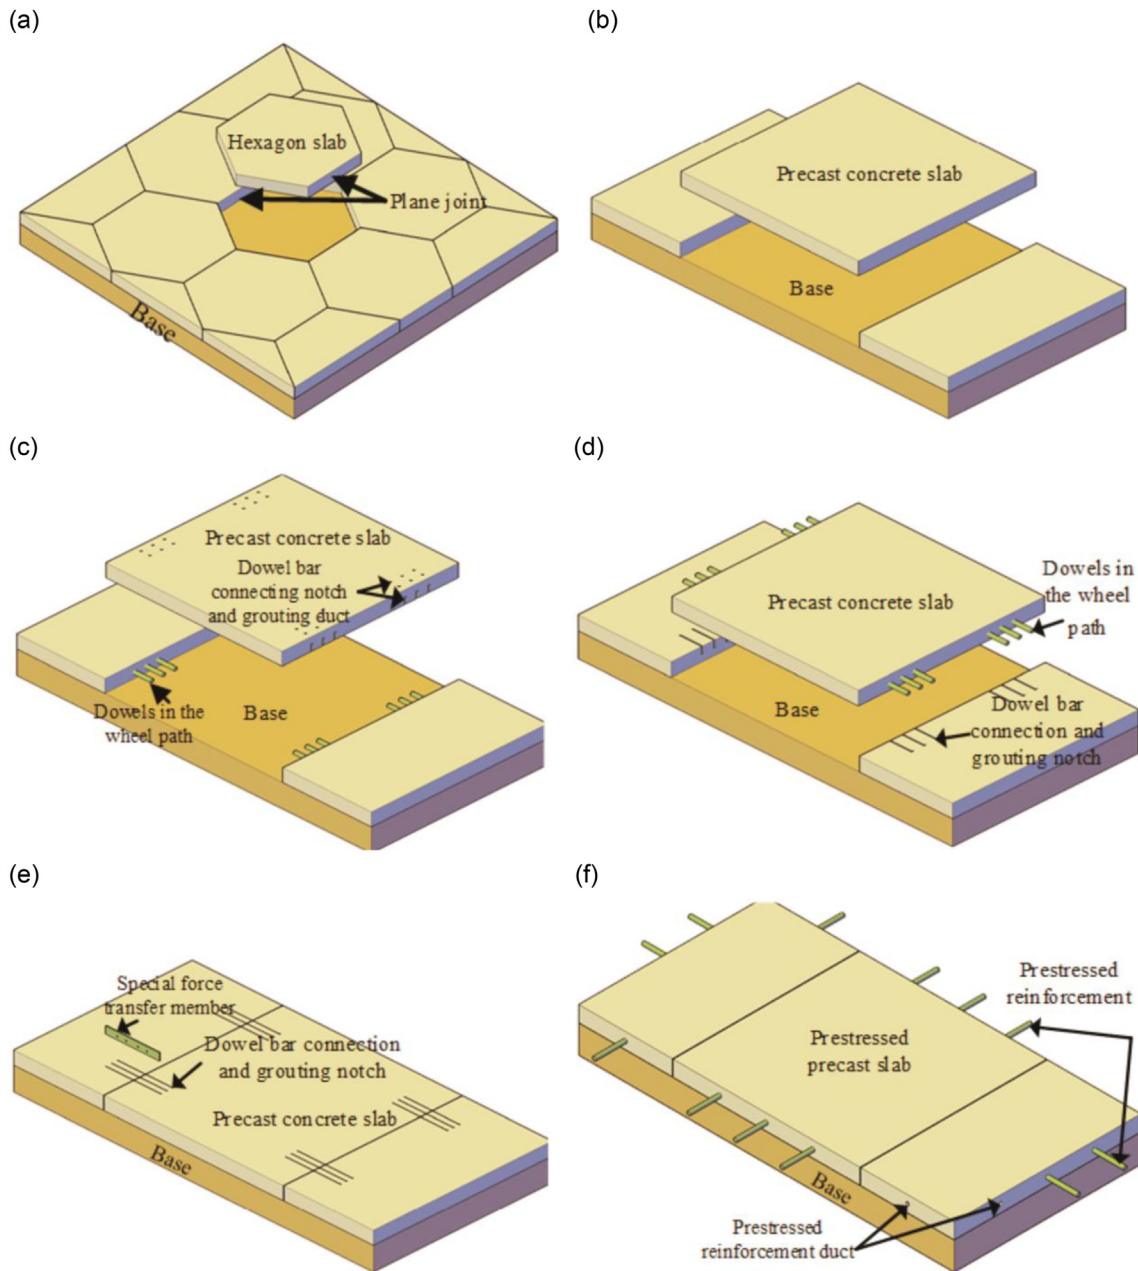 (a)
Hexagon slab
Plane joint
Base
(b)
Precast concrete slab
Base
(c)
Precast concrete slab
Dowel bar
connecting notch
and grouting duct
Dowels in the
wheel path
Base
(d)
Precast concrete slab
Dowels in
the wheel
path
Base
Dowel bar
connection and
grouting notch
(e)
Special force
transfer member
Dowel bar connection
and grouting notch
Precast concrete slab
Base
(f)
Prestressed
reinforcement
Prestressed
precast slab
Base
Prestressed
reinforcement duct